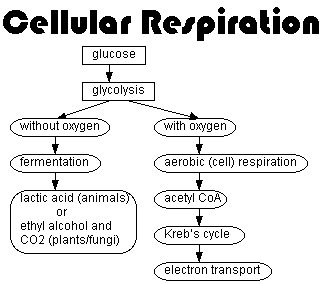 Cellular Respiration
glucose
glycolysis
without oxygen
with oxygen
fermentation
aerobic (cell) respiration
lactic acid (animals)
or
ethyl alcohol and
CO2 (plants/fungi)
acetyl CoA
Kreb's cycle
electron transport